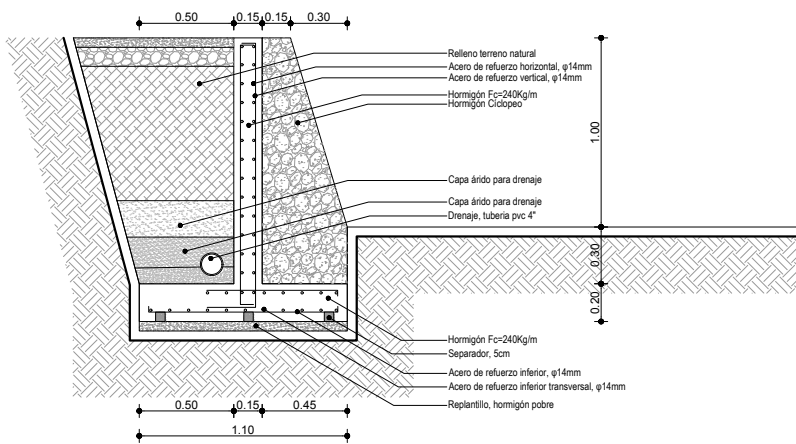 0.50 0.15 0.15 0.30
Relleno terreno natural
Acero de refuerzo horizontal, φ14mm
Acero de refuerzo vertical, φ14mm
Hormigón Fc=240Kg/m
Hormigón Ciclopeo
1.00
Capa árido para drenaje
Capa árido para drenaje
Drenaje, tuberia pvc 4"
0.30
0.20
Hormigón Fc=240Kg/m
Separador, 5cm
Acero de refuerzo inferior, φ14mm
Acero de refuerzo inferior transversal, φ14mm
Replantillo, hormigón pobre
0.50 0.15 0.45
1.10